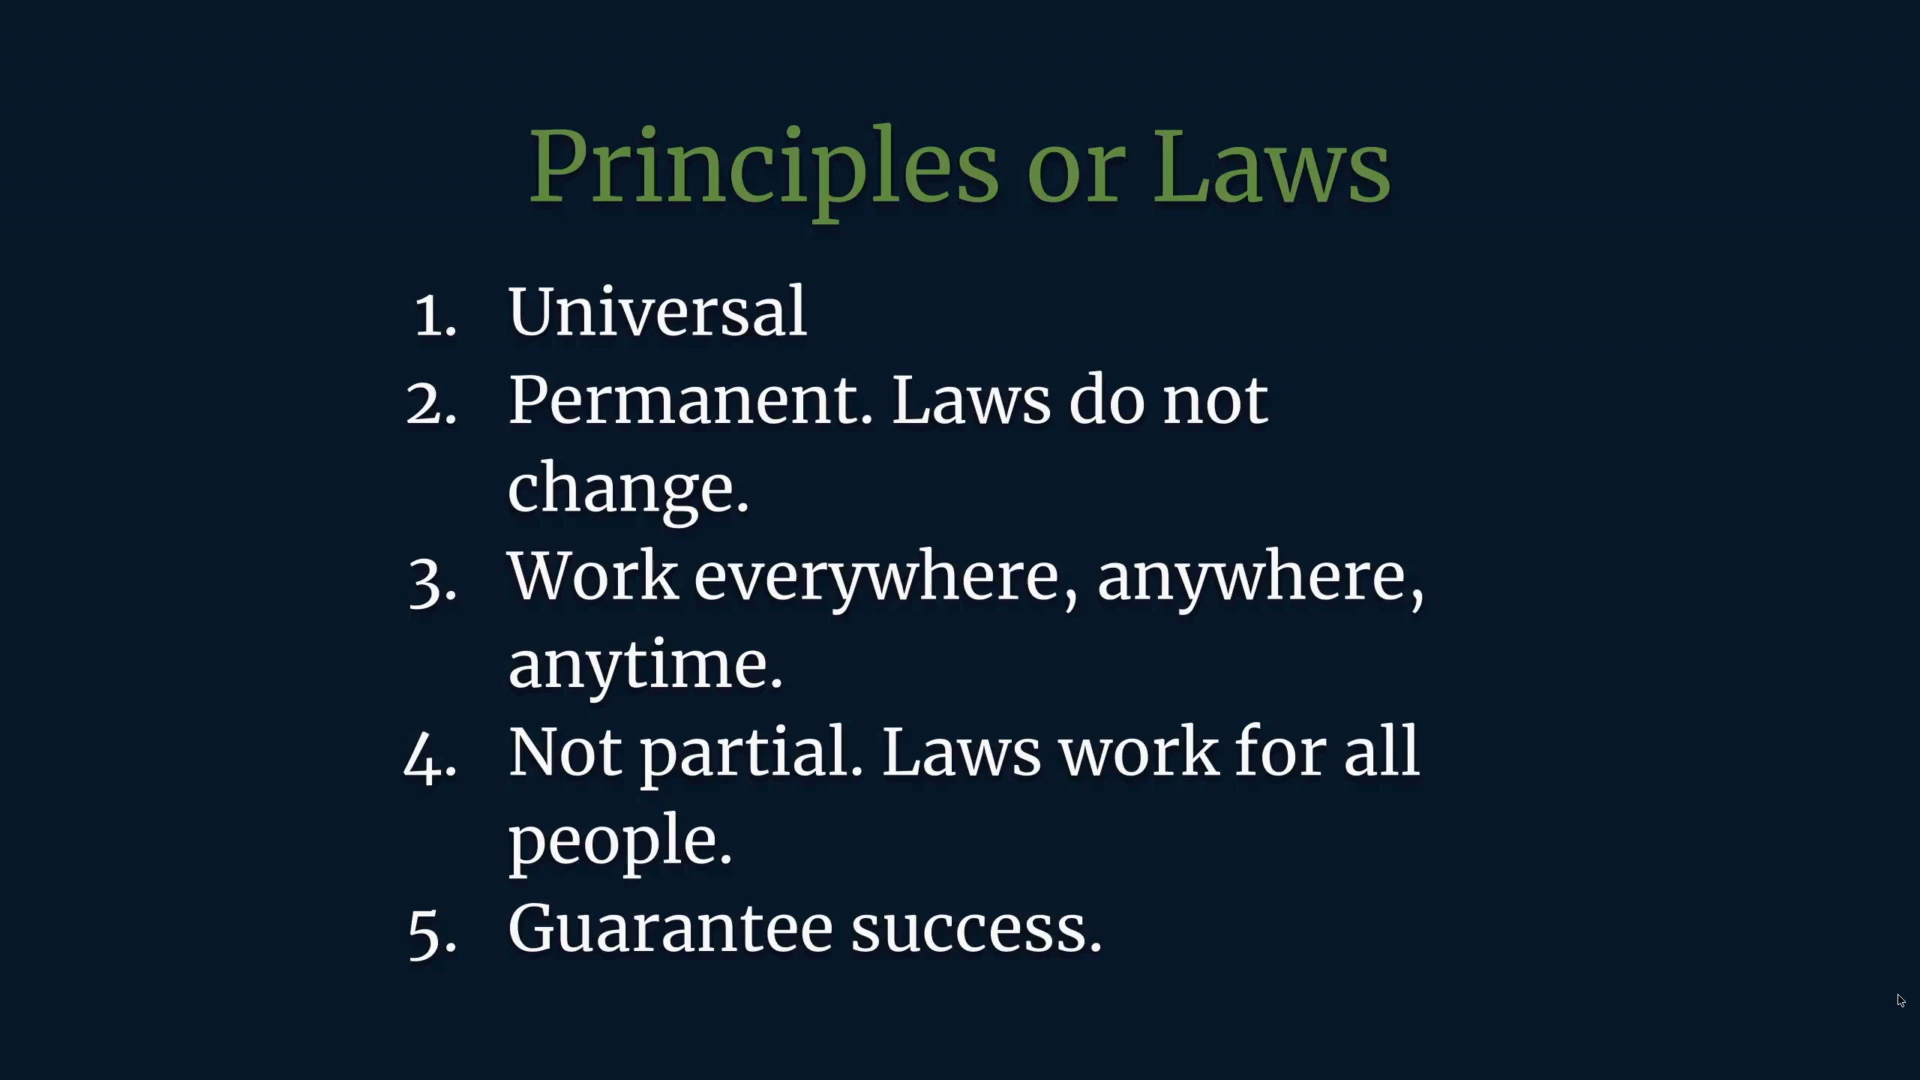 Principles or Laws
1. Universal
2. Permanent. Laws do not
change.
3. Work everywhere, anywhere,
anytime.
4. Not partial. Laws work for all
people.
5. Guarantee success.